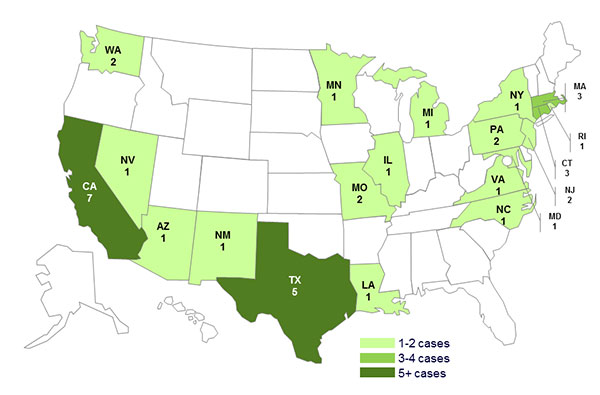 WA
2
MN
1
MI
1
NY
1
MA
3
RI
1
CT
3
NJ
2
MD
1
PA
2
NV
1
CA
7
IL
1
MO
2
VA
1
NC
1
AZ
1
NM
1
TX
5
LA
1
1-2 cases
3-4 cases
5+ cases